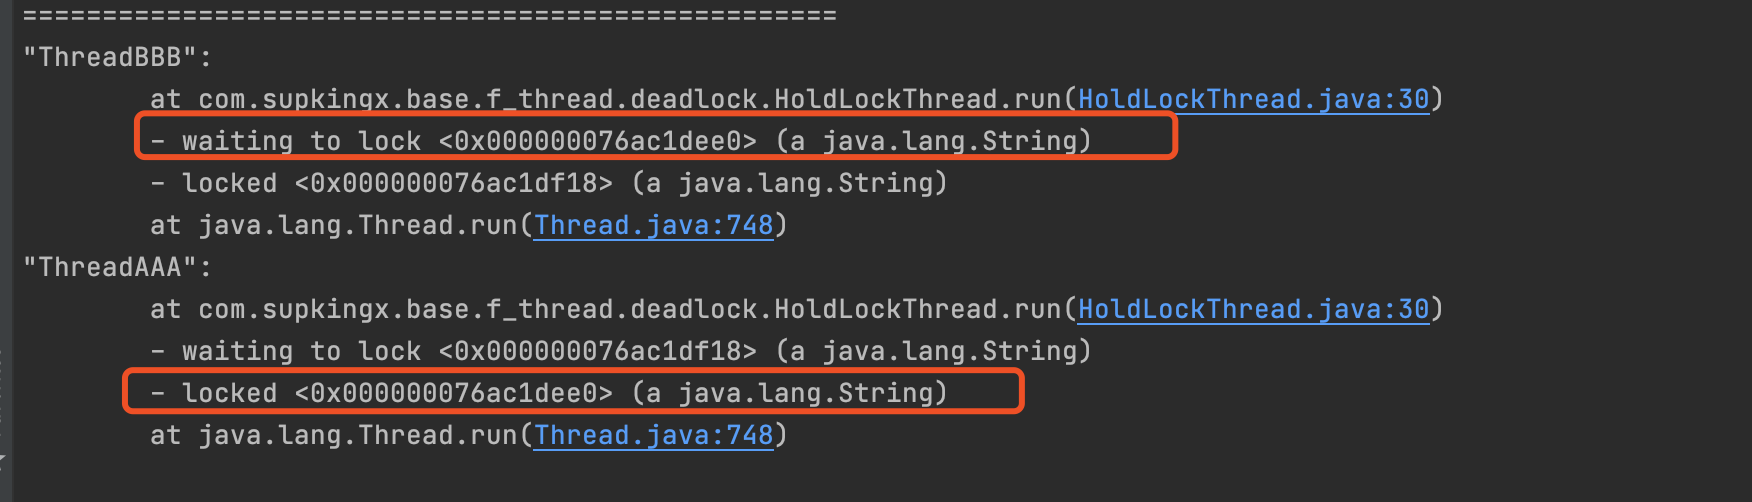 ===================================================
"ThreadBBB":
at com.supkingx.base.f_thread.deadlock.HoldLockThread.run(HoldLockThread.java:30)
- waiting to lock <0x000000076ac1dee0> (a java.lang.String)
- locked <0x000000076ac1df18> (a java.lang.String)
at java.lang.Thread.run(Thread.java:748)
"ThreadAAA":
at com.supkingx.base.f_thread.deadlock.HoldLockThread.run(HoldLockThread.java:30)
- waiting to lock <0x000000076ac1df18> (a java.lang.String)
- locked <0x000000076ac1dee0> (a java.lang.String)
at java.lang.Thread.run(Thread.java:748)